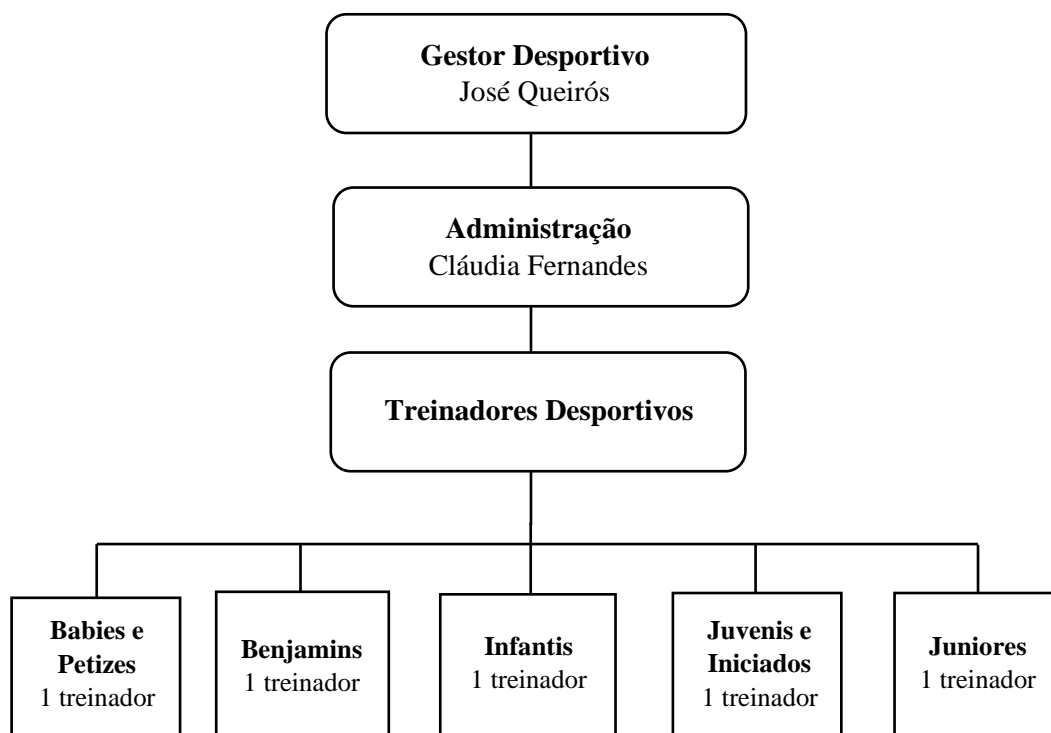 Gestor Desportivo
José Queirós
Administração
Cláudia Fernandes
Treinadores Desportivos
Babies e
Petizes
1 treinador
Benjamins
1 treinador
Infantis
1 treinador
Juvenis e
Iniciados
1 treinador
Juniores
1 treinador